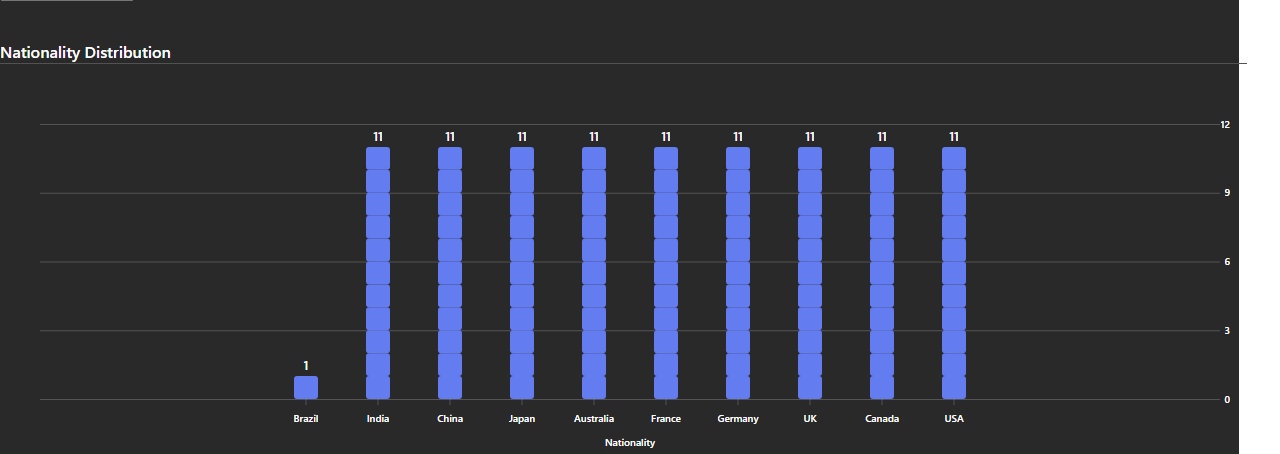 Nationality Distribution
12
11 11 11 11 11 11 11 11 11
9
6
3
1
0
Brazil India China Japan Australia France Germany UK Canada USA
Nationality